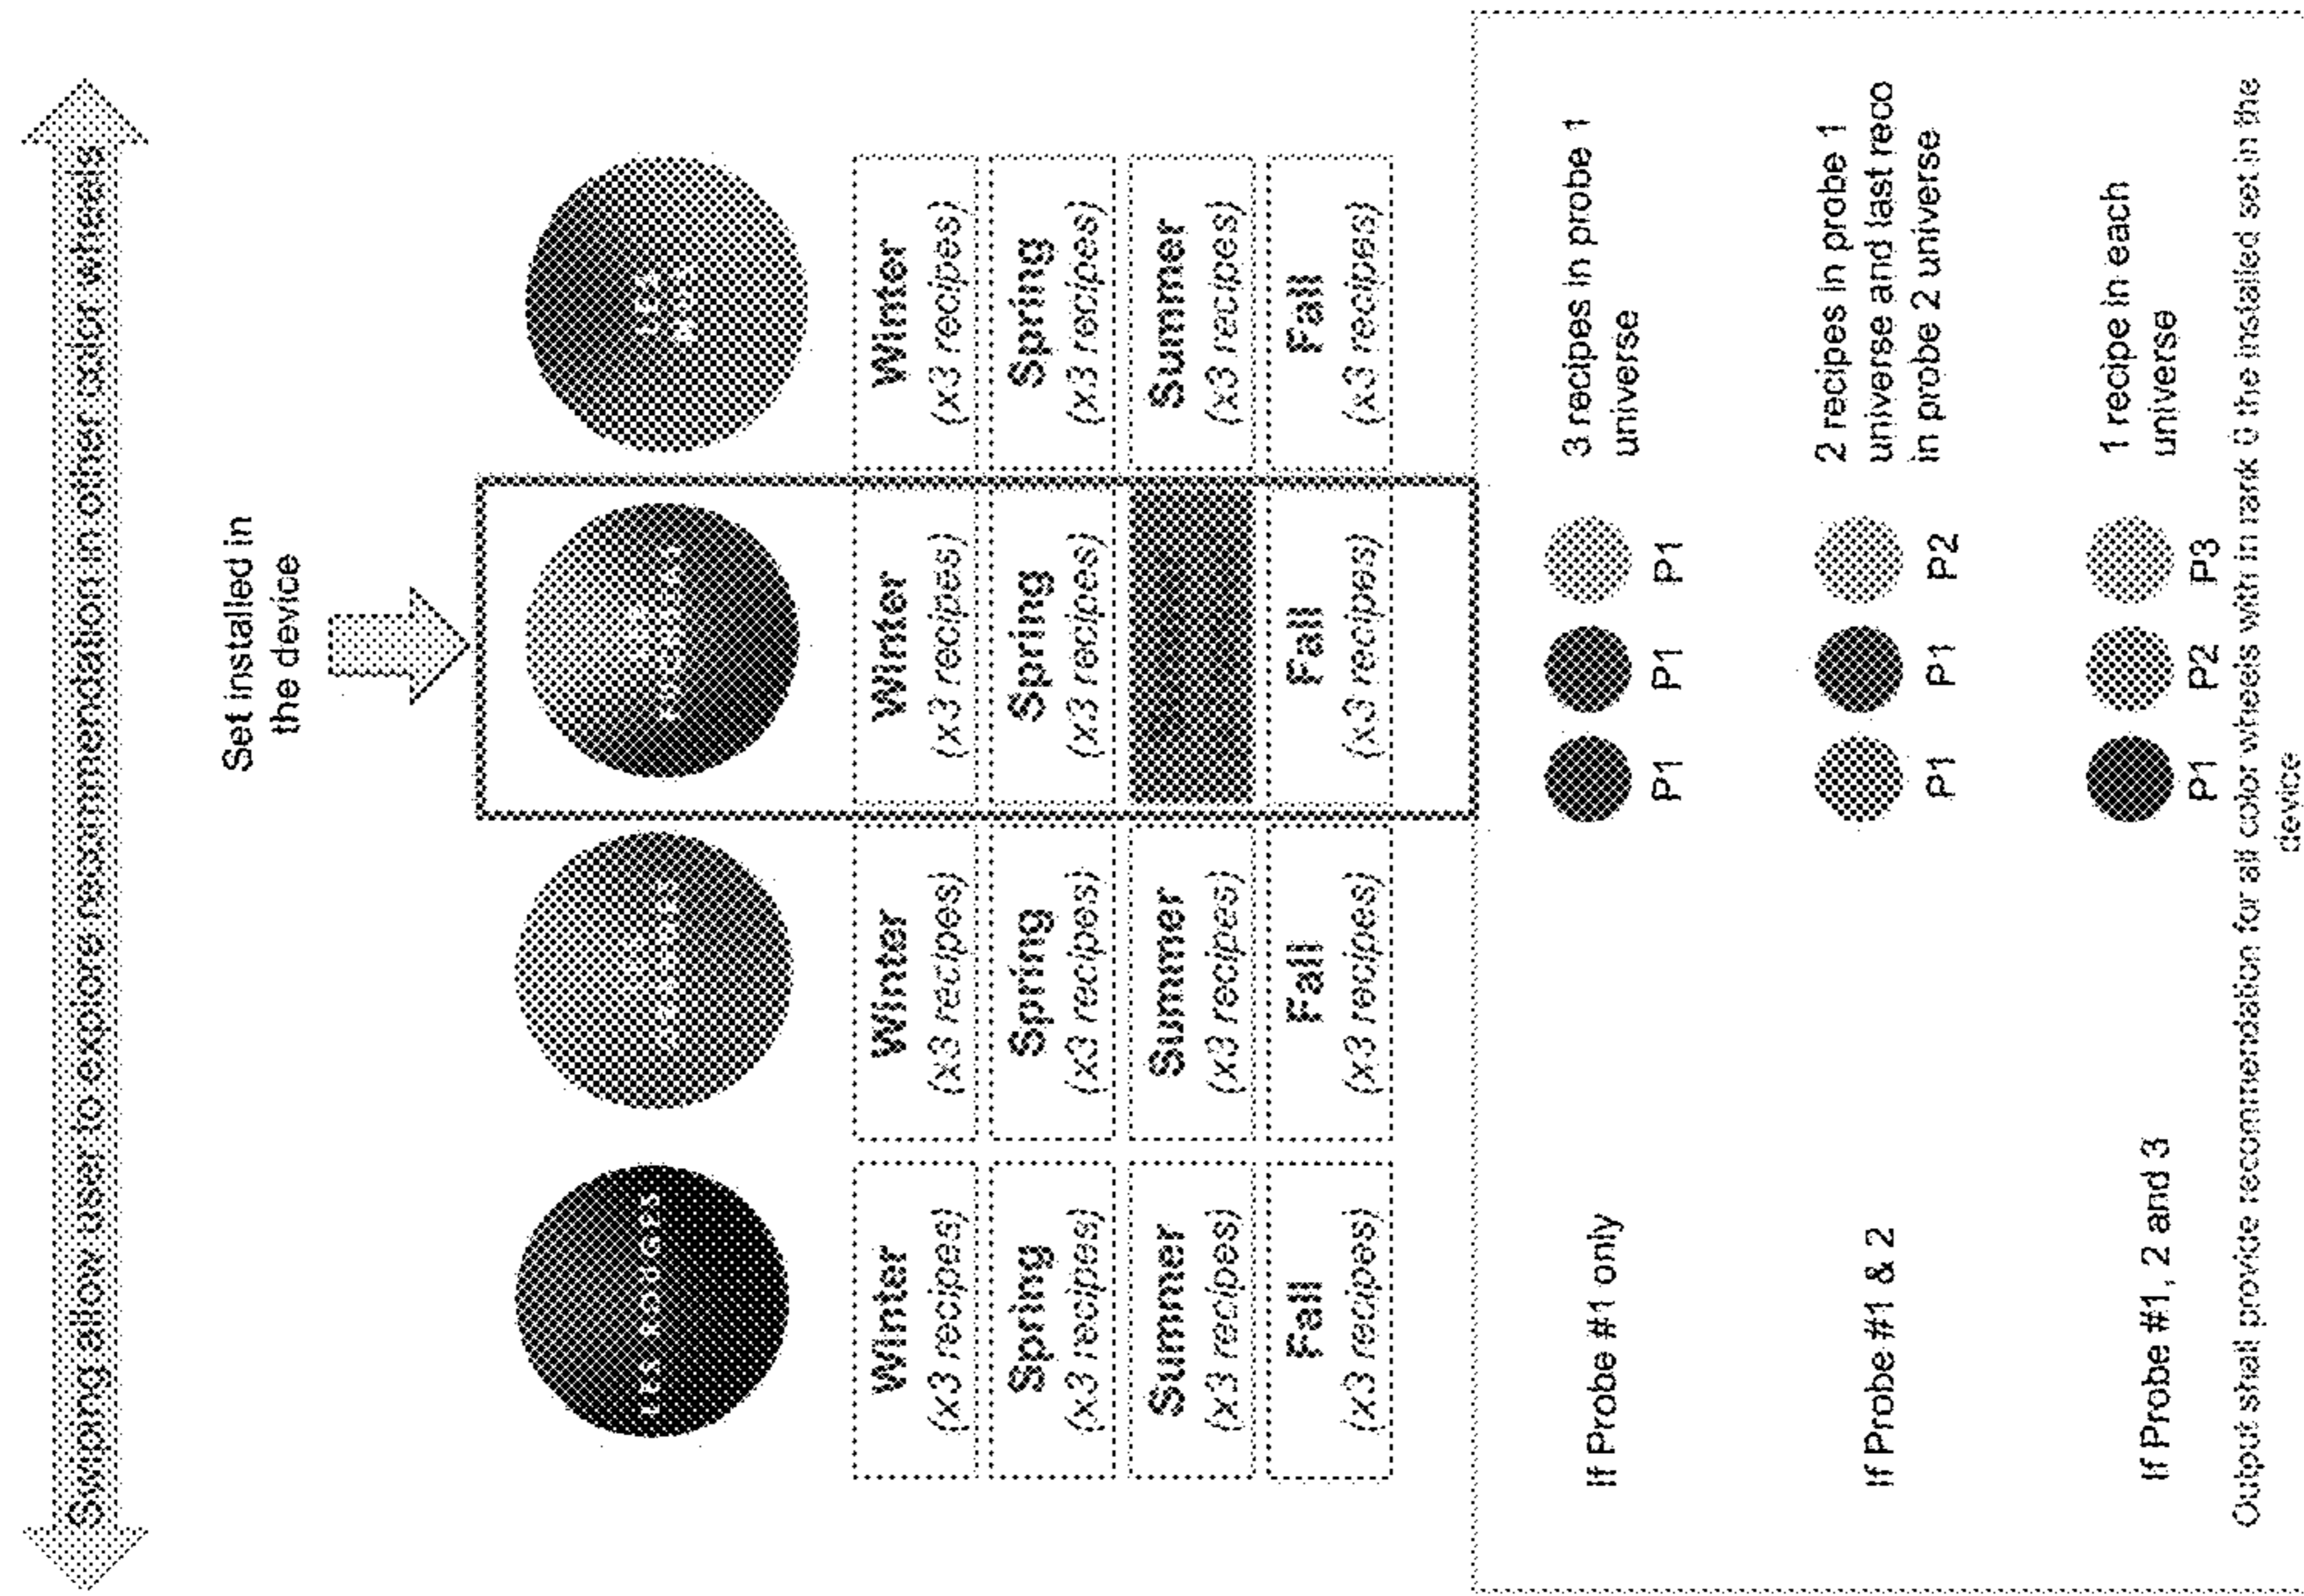 Swiping allow user to explore recommendation in other color wheels
Set installed in
the device
LES ROUGES
Winter
(x3 recipes)
Winter
(x3 recipes)
Winter
(x3 recipes)
Winter
(x3 recipes)
Spring
(x3 recipes)
Spring
(x3 recipes)
Spring
(x3 recipes)
Spring
(x3 recipes)
Summer
(x3 recipes)
Summer
(x3 recipes)
Summer
(x3 recipes)
Fall
(x3 recipes)
Fall
(x3 recipes)
Fall
(x3 recipes)
Fall
(x3 recipes)
If Probe #1 only
P1 P1 P1
3 recipes in probe 1
universe
If Probe #1 & 2
P1 P1 P2
2 recipes in probe 1
universe and last reco
in probe 2 universe
If Probe #1, 2 and 3
P1 P2 P3
1 recipe in each
universe
Output shall provide recommendation for all color wheels with in rank 0 the installed set in the
device